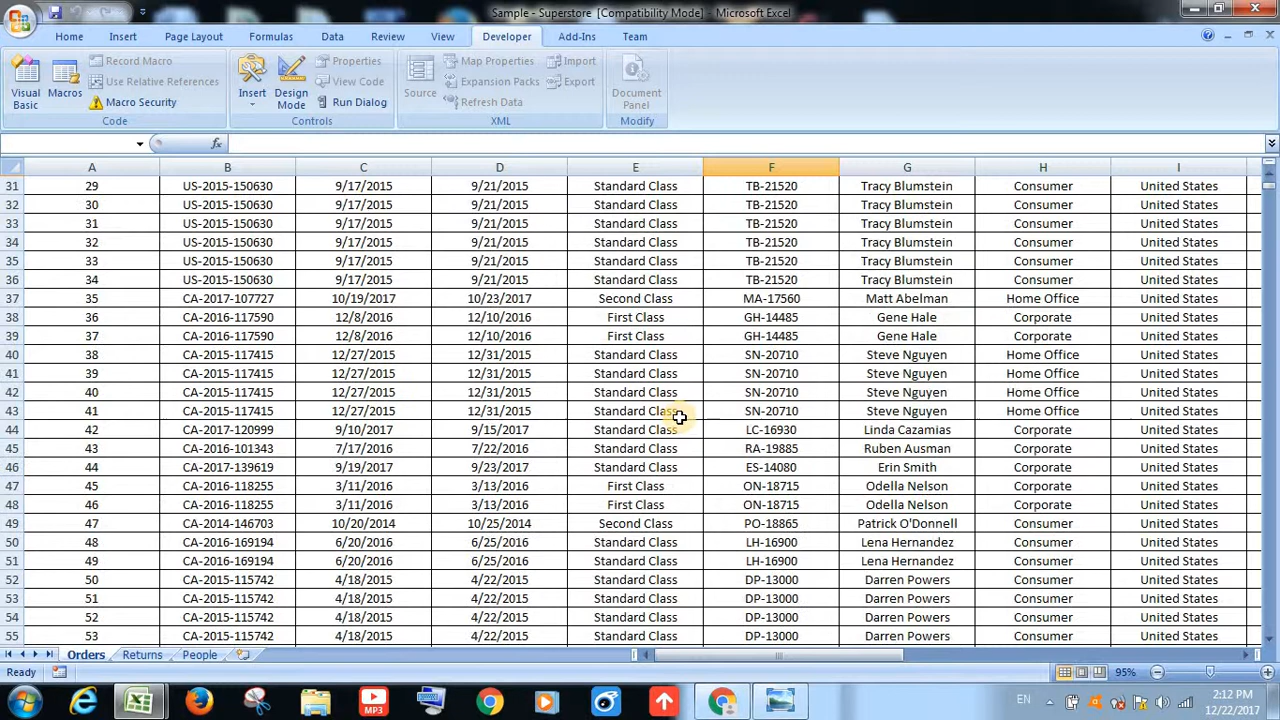 Sample - Superstore [Compatibility Mode] - Microsoft Excel
Home Insert Page Layout Formulas Data Review View Developer Add-Ins Team
Visual Basic
Macros
Record Macro
Use Relative References
Macro Security
Code
Insert
Design Mode
Properties
View Code
Run Dialog
Controls
Source
Map Properties
Expansion Packs
Refresh Data
Import
Export
XML
Document Panel
Modify
fx
A B C D E F G H I
31 29 US-2015-150630 9/17/2015 9/21/2015 Standard Class TB-21520 Tracy Blumstein Consumer United States
32 30 US-2015-150630 9/17/2015 9/21/2015 Standard Class TB-21520 Tracy Blumstein Consumer United States
33 31 US-2015-150630 9/17/2015 9/21/2015 Standard Class TB-21520 Tracy Blumstein Consumer United States
34 32 US-2015-150630 9/17/2015 9/21/2015 Standard Class TB-21520 Tracy Blumstein Consumer United States
35 33 US-2015-150630 9/17/2015 9/21/2015 Standard Class TB-21520 Tracy Blumstein Consumer United States
36 34 US-2015-150630 9/17/2015 9/21/2015 Standard Class TB-21520 Tracy Blumstein Consumer United States
37 35 CA-2017-107727 10/19/2017 10/23/2017 Second Class MA-17560 Matt Abelman Home Office United States
38 36 CA-2016-117590 12/8/2016 12/10/2016 First Class GH-14485 Gene Hale Corporate United States
39 37 CA-2016-117590 12/8/2016 12/10/2016 First Class GH-14485 Gene Hale Corporate United States
40 38 CA-2015-117415 12/27/2015 12/31/2015 Standard Class SN-20710 Steve Nguyen Home Office United States
41 39 CA-2015-117415 12/27/2015 12/31/2015 Standard Class SN-20710 Steve Nguyen Home Office United States
42 40 CA-2015-117415 12/27/2015 12/31/2015 Standard Class SN-20710 Steve Nguyen Home Office United States
43 41 CA-2015-117415 12/27/2015 12/31/2015 Standard Class SN-20710 Steve Nguyen Home Office United States
44 42 CA-2017-120999 9/10/2017 9/15/2017 Standard Class LC-16930 Linda Cazamias Corporate United States
45 43 CA-2016-101343 7/17/2016 7/22/2016 Standard Class RA-19885 Ruben Ausman Corporate United States
46 44 CA-2017-139619 9/19/2017 9/23/2017 Standard Class ES-14080 Erin Smith Corporate United States
47 45 CA-2016-118255 3/11/2016 3/13/2016 First Class ON-18715 Odella Nelson Corporate United States
48 46 CA-2016-118255 3/11/2016 3/13/2016 First Class ON-18715 Odella Nelson Corporate United States
49 47 CA-2014-146703 10/20/2014 10/25/2014 Second Class PO-18865 Patrick O'Donnell Consumer United States
50 48 CA-2016-169194 6/20/2016 6/25/2016 Standard Class LH-16900 Lena Hernandez Consumer United States
51 49 CA-2016-169194 6/20/2016 6/25/2016 Standard Class LH-16900 Lena Hernandez Consumer United States
52 50 CA-2015-115742 4/18/2015 4/22/2015 Standard Class DP-13000 Darren Powers Consumer United States
53 51 CA-2015-115742 4/18/2015 4/22/2015 Standard Class DP-13000 Darren Powers Consumer United States
54 52 CA-2015-115742 4/18/2015 4/22/2015 Standard Class DP-13000 Darren Powers Consumer United States
55 53 CA-2015-115742 4/18/2015 4/22/2015 Standard Class DP-13000 Darren Powers Consumer United States
Orders Returns People
Ready 95%
MP3
EN
2:12 PM
12/22/2017